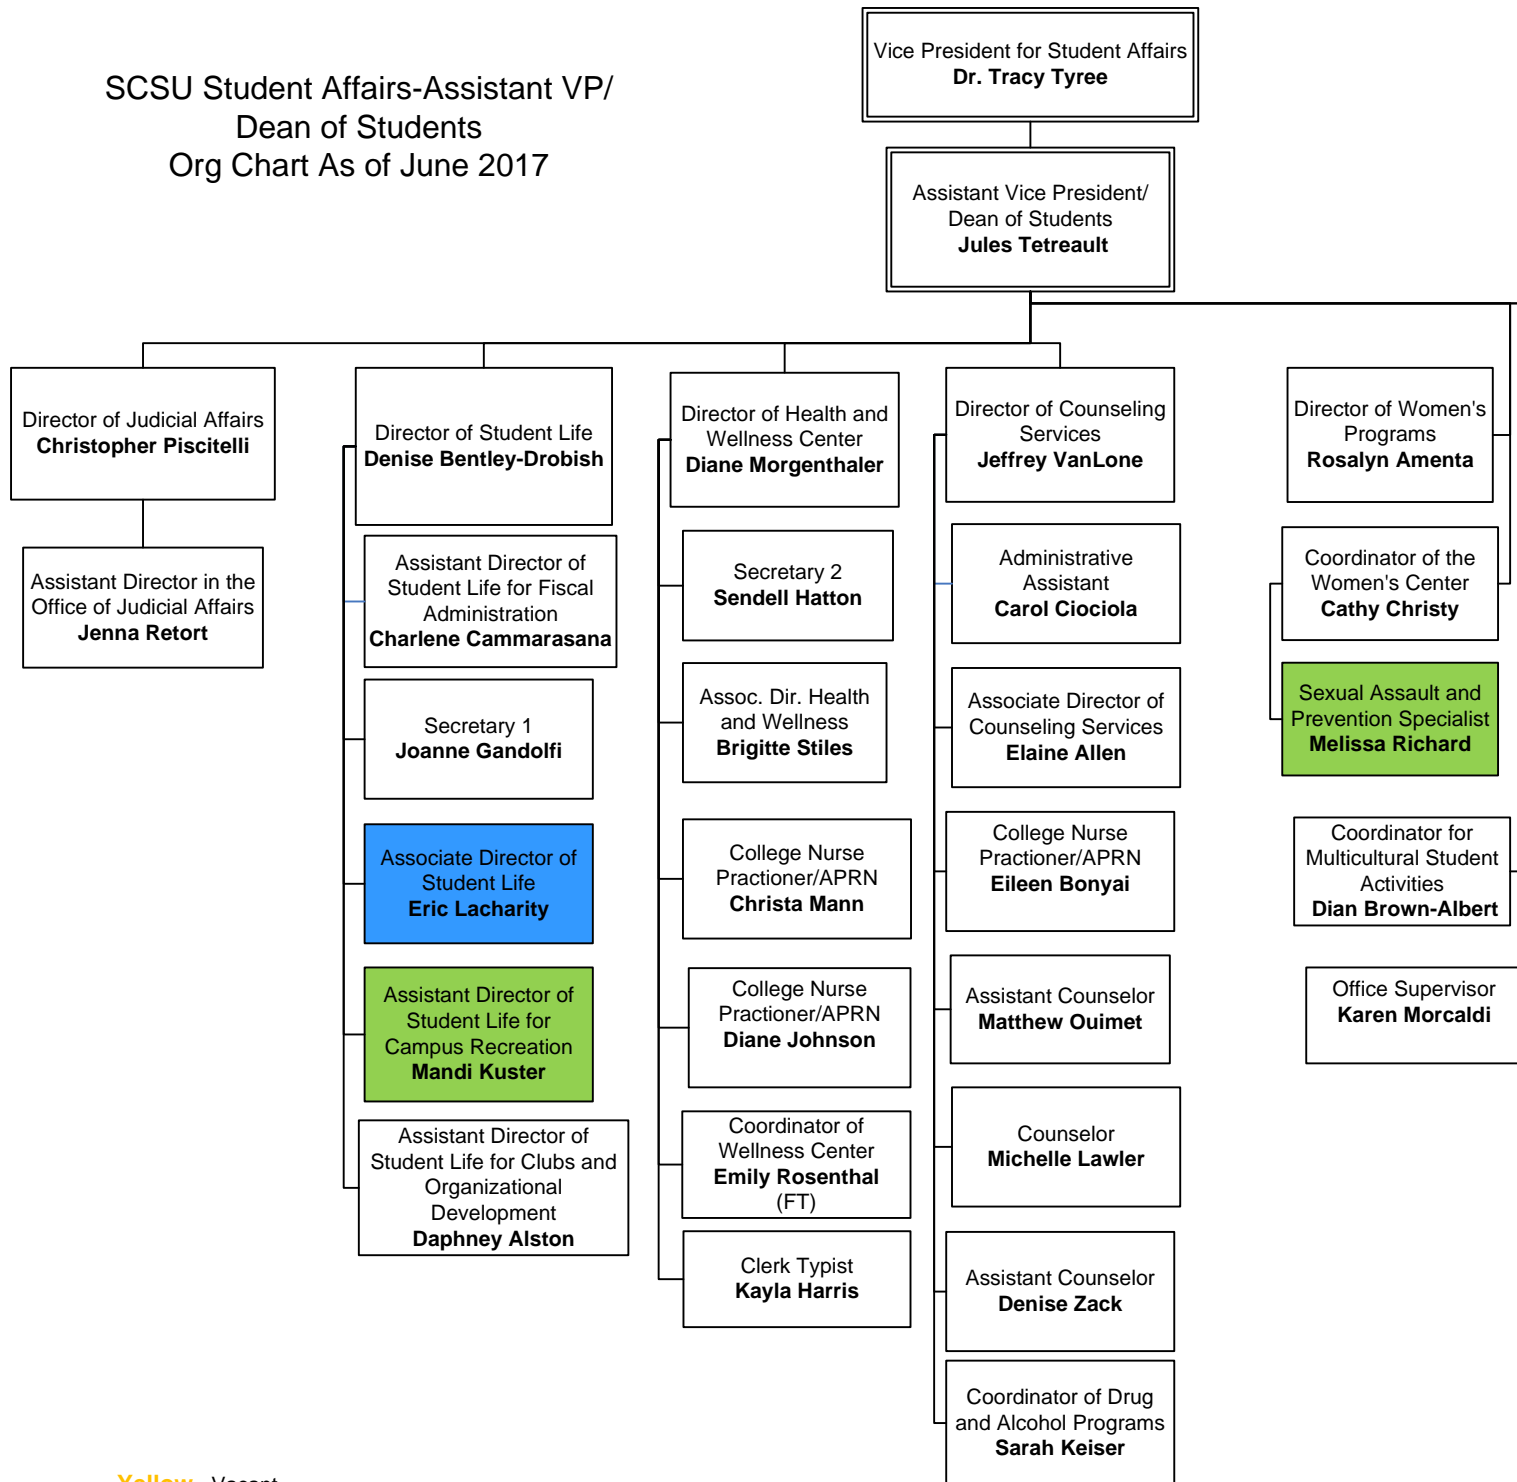 SCSU Student Affairs-Assistant VP/
Dean of Students
Org Chart As of June 2017
Vice President for Student Affairs
Dr. Tracy Tyree
Assistant Vice President/
Dean of Students
Jules Tetreault
Director of Judicial Affairs
Christopher Piscitelli
Assistant Director in the
Office of Judicial Affairs
Jenna Retort
Director of Student Life
Denise Bentley-Drobish
Assistant Director of
Student Life for Fiscal
Administration
Charlene Cammarasana
Secretary 1
Joanne Gandolfi
Associate Director of
Student Life
Eric Lacharity
Assistant Director of
Student Life for
Campus Recreation
Mandi Kuster
Assistant Director of
Student Life for Clubs and
Organizational
Development
Daphney Alston
Director of Health and
Wellness Center
Diane Morgenthaler
Secretary 2
Sendell Hatton
Assoc. Dir. Health
and Wellness
Brigitte Stiles
College Nurse
Practioner/APRN
Christa Mann
College Nurse
Practioner/APRN
Diane Johnson
Coordinator of
Wellness Center
Emily Rosenthal
(FT)
Clerk Typist
Kayla Harris
Director of Counseling
Services
Jeffrey VanLone
Administrative
Assistant
Carol Ciociola
Associate Director of
Counseling Services
Elaine Allen
College Nurse
Practioner/APRN
Eileen Bonyai
Assistant Counselor
Matthew Ouimet
Counselor
Michelle Lawler
Assistant Counselor
Denise Zack
Coordinator of Drug
and Alcohol Programs
Sarah Keiser
Director of Women's
Programs
Rosalyn Amenta
Coordinator of the
Women's Center
Cathy Christy
Sexual Assault and
Prevention Specialist
Melissa Richard
Coordinator for
Multicultural Student
Activities
Dian Brown-Albert
Office Supervisor
Karen Morcaldi
Yellow Vacant